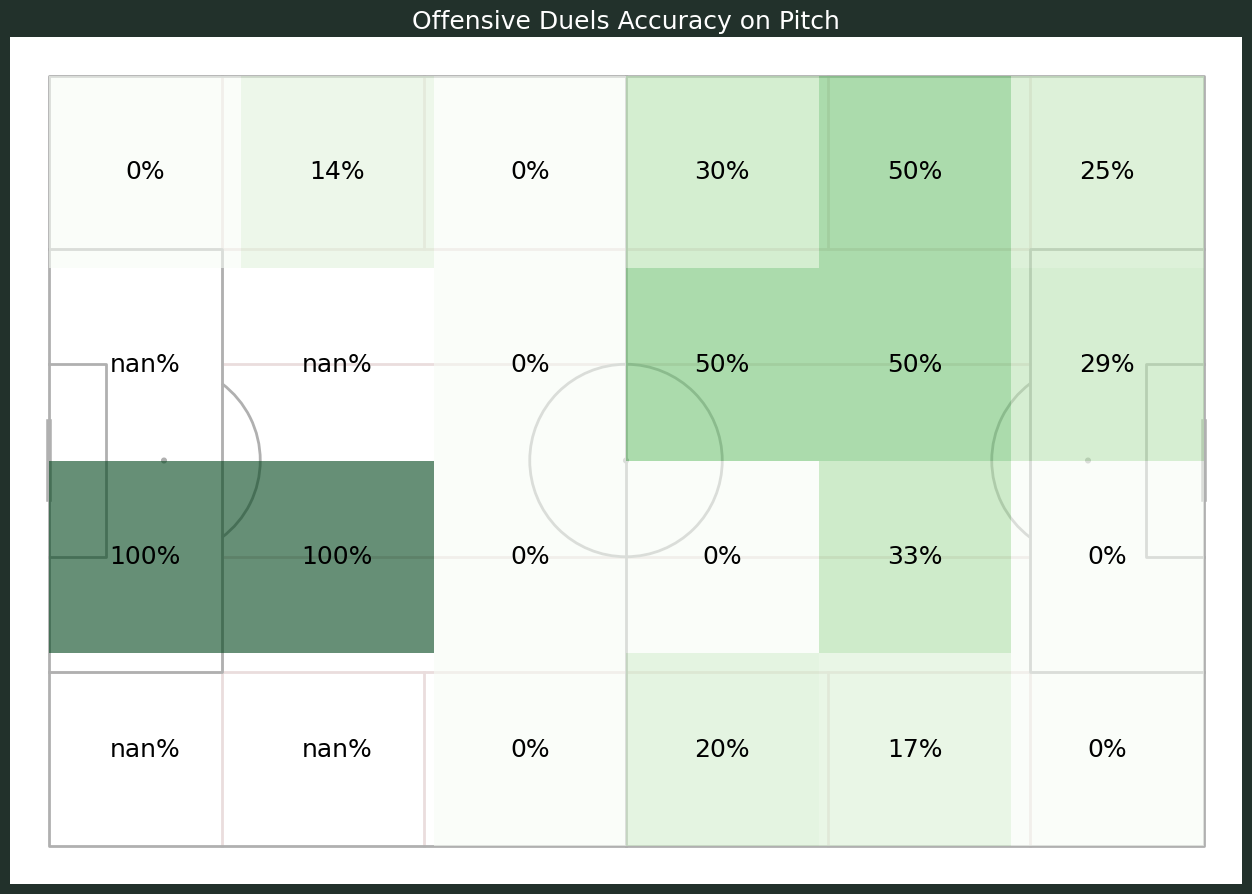 Offensive Duels Accuracy on Pitch
0% 14% 0% 30% 50% 25%
nan% nan% 0% 50% 50% 29%
100% 100% 0% 0% 33% 0%
nan% nan% 0% 20% 17% 0%